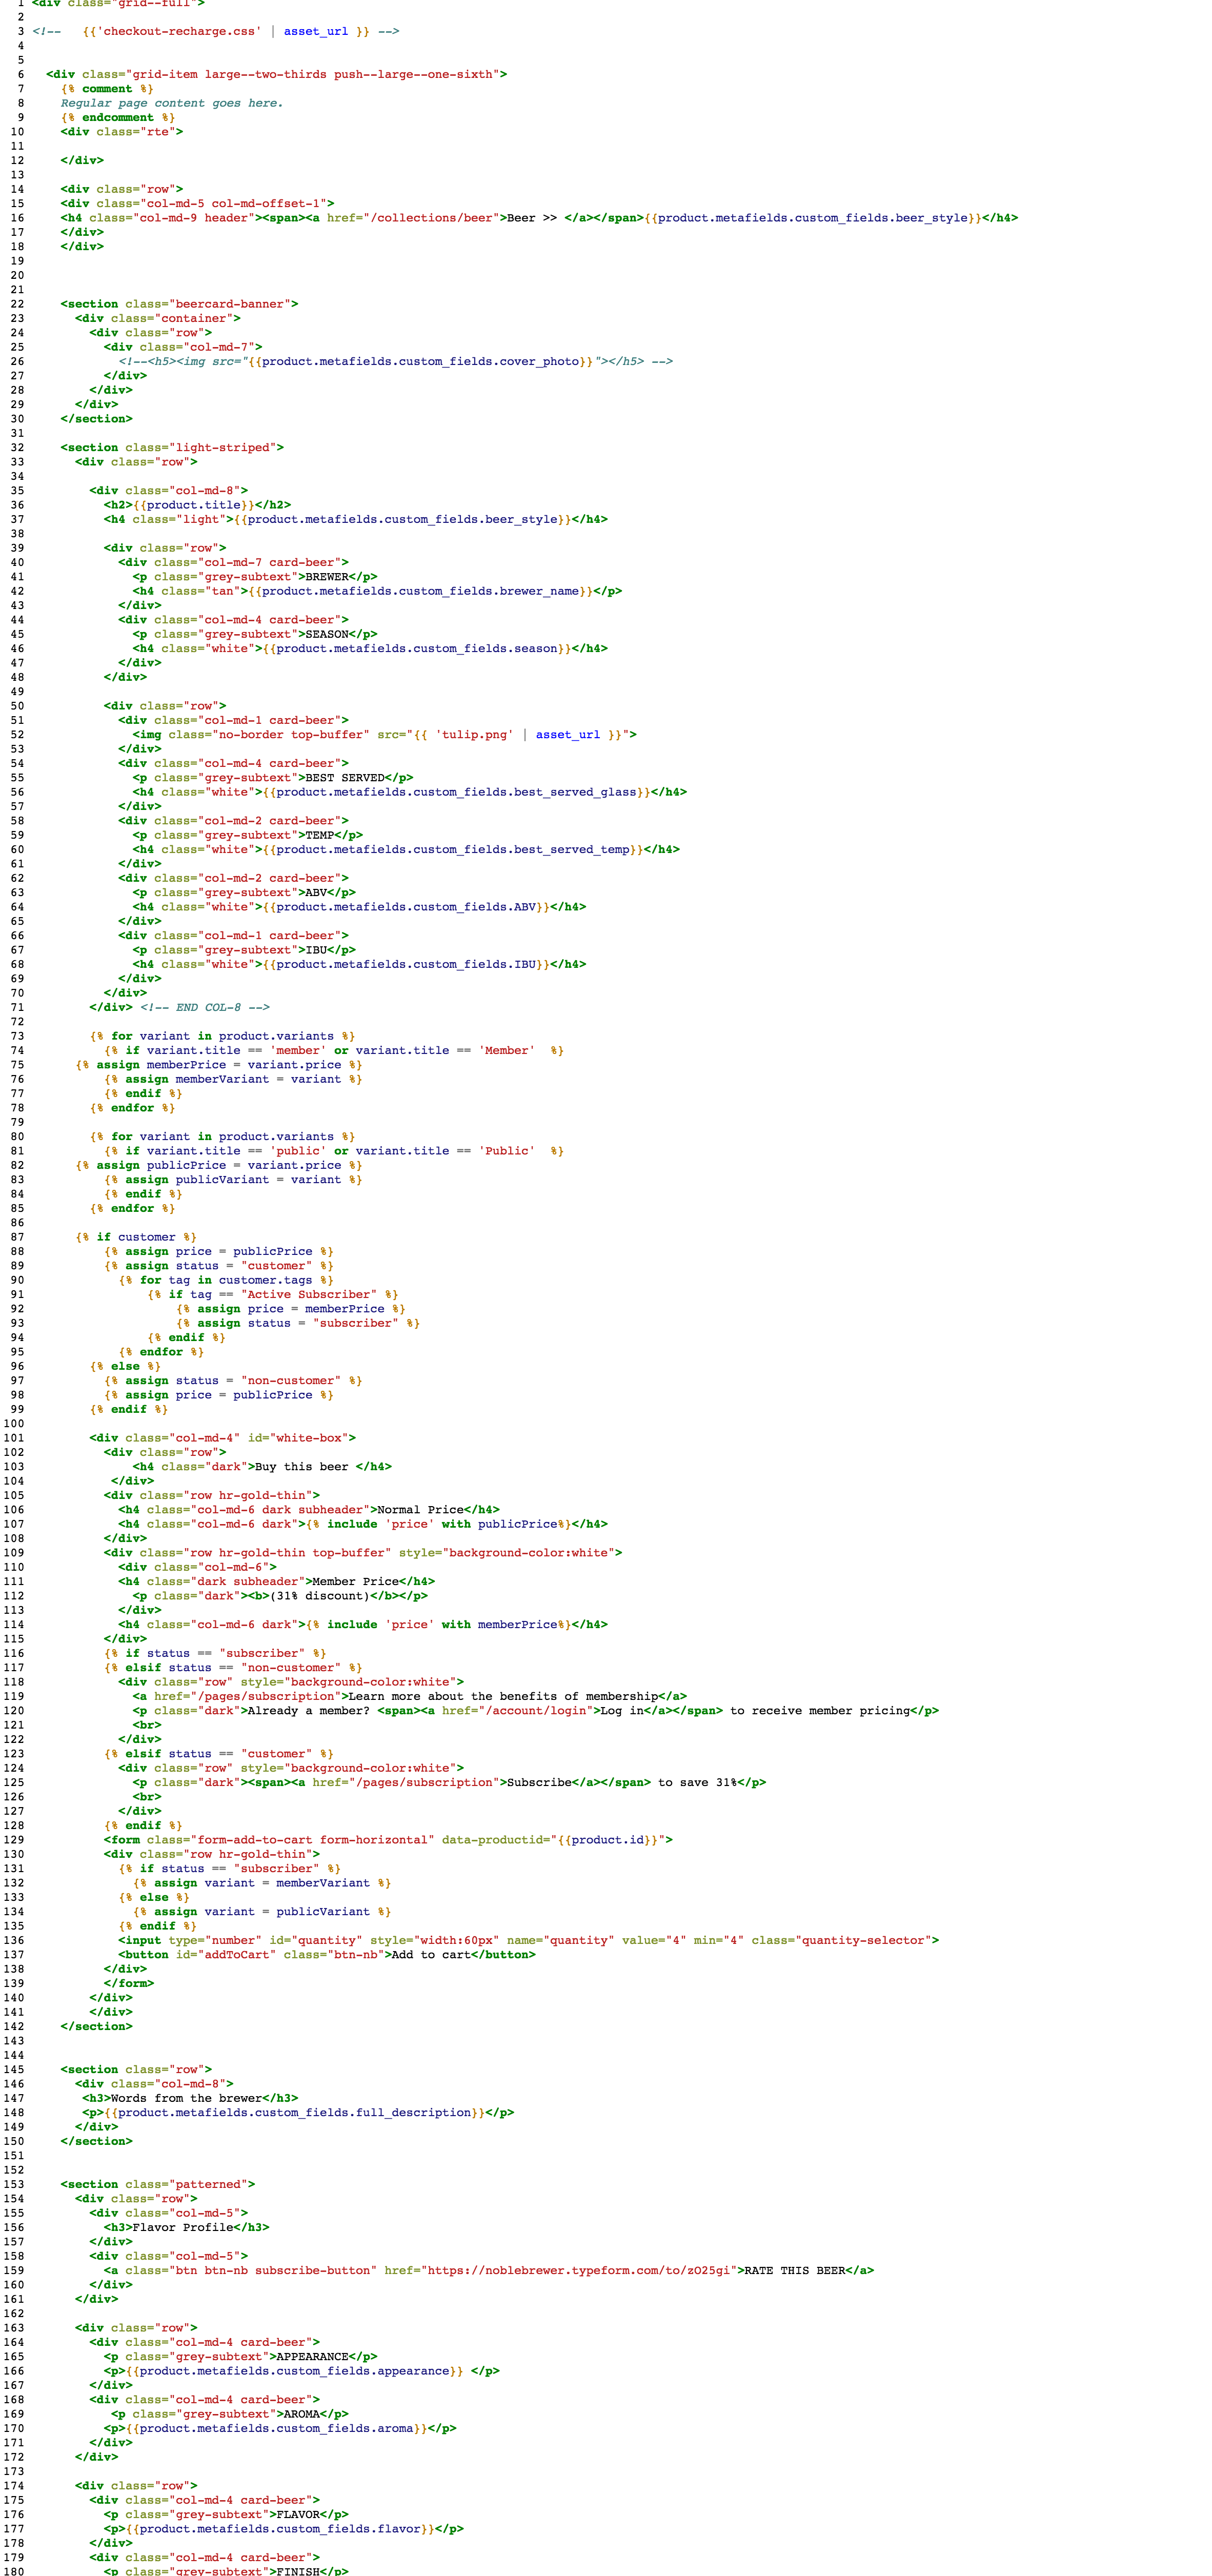 1 <div class="grid--full">
2
3 <!--   {{'checkout-recharge.css' | asset_url }} -->
4
5
6   <div class="grid-item large--two-thirds push--large--one-sixth">
7     {% comment %}
8     Regular page content goes here.
9     {% endcomment %}
10     <div class="rte">
11
12     </div>
13
14     <div class="row">
15     <div class="col-md-5 col-md-offset-1">
16     <h4 class="col-md-9 header"><span><a href="/collections/beer">Beer >> </a></span>{{product.metafields.custom_fields.beer_style}}</h4>
17     </div>
18     </div>
19
20
21
22     <section class="beercard-banner">
23       <div class="container">
24         <div class="row">
25           <div class="col-md-7">
26             <!--<h5><img src="{{product.metafields.custom_fields.cover_photo}}"></h5> -->
27           </div>
28         </div>
29       </div>
30     </section>
31
32     <section class="light-striped">
33       <div class="row">
34
35         <div class="col-md-8">
36           <h2>{{product.title}}</h2>
37           <h4 class="light">{{product.metafields.custom_fields.beer_style}}</h4>
38
39           <div class="row">
40             <div class="col-md-7 card-beer">
41               <p class="grey-subtext">BREWER</p>
42               <h4 class="tan">{{product.metafields.custom_fields.brewer_name}}</p>
43             </div>
44             <div class="col-md-4 card-beer">
45               <p class="grey-subtext">SEASON</p>
46               <h4 class="white">{{product.metafields.custom_fields.season}}</h4>
47             </div>
48           </div>
49
50           <div class="row">
51             <div class="col-md-1 card-beer">
52               <img class="no-border top-buffer" src="{{ 'tulip.png' | asset_url }}">
53             </div>
54             <div class="col-md-4 card-beer">
55               <p class="grey-subtext">BEST SERVED</p>
56               <h4 class="white">{{product.metafields.custom_fields.best_served_glass}}</h4>
57             </div>
58             <div class="col-md-2 card-beer">
59               <p class="grey-subtext">TEMP</p>
60               <h4 class="white">{{product.metafields.custom_fields.best_served_temp}}</h4>
61             </div>
62             <div class="col-md-2 card-beer">
63               <p class="grey-subtext">ABV</p>
64               <h4 class="white">{{product.metafields.custom_fields.ABV}}</h4>
65             </div>
66             <div class="col-md-1 card-beer">
67               <p class="grey-subtext">IBU</p>
68               <h4 class="white">{{product.metafields.custom_fields.IBU}}</h4>
69             </div>
70           </div>
71         </div> <!-- END COL-8 -->
72
73         {% for variant in product.variants %}
74           {% if variant.title == 'member' or variant.title == 'Member'  %}
75       {% assign memberPrice = variant.price %}
76           {% assign memberVariant = variant %}
77           {% endif %}
78         {% endfor %}
79
80         {% for variant in product.variants %}
81           {% if variant.title == 'public' or variant.title == 'Public'  %}
82       {% assign publicPrice = variant.price %}
83           {% assign publicVariant = variant %}
84           {% endif %}
85         {% endfor %}
86
87       {% if customer %}
88           {% assign price = publicPrice %}
89           {% assign status = "customer" %}
90             {% for tag in customer.tags %}
91                 {% if tag == "Active Subscriber" %}
92                     {% assign price = memberPrice %}
93                     {% assign status = "subscriber" %}
94                 {% endif %}
95             {% endfor %}
96         {% else %}
97           {% assign status = "non-customer" %}
98           {% assign price = publicPrice %}
99         {% endif %}
100
101         <div class="col-md-4" id="white-box">
102           <div class="row">
103               <h4 class="dark">Buy this beer </h4>
104            </div>
105           <div class="row hr-gold-thin">
106             <h4 class="col-md-6 dark subheader">Normal Price</h4>
107             <h4 class="col-md-6 dark">{% include 'price' with publicPrice%}</h4>
108           </div>
109           <div class="row hr-gold-thin top-buffer" style="background-color:white">
110             <div class="col-md-6">
111             <h4 class="dark subheader">Member Price</h4>
112               <p class="dark"><b>(31% discount)</b></p>
113             </div>
114             <h4 class="col-md-6 dark">{% include 'price' with memberPrice%}</h4>
115           </div>
116           {% if status == "subscriber" %}
117           {% elsif status == "non-customer" %}
118             <div class="row" style="background-color:white">
119               <a href="/pages/subscription">Learn more about the benefits of membership</a>
120               <p class="dark">Already a member? <span><a href="/account/login">Log in</a></span> to receive member pricing</p>
121               <br>
122             </div>
123           {% elsif status == "customer" %}
124             <div class="row" style="background-color:white">
125               <p class="dark"><span><a href="/pages/subscription">Subscribe</a></span> to save 31%</p>
126               <br>
127             </div>
128           {% endif %}
129           <form class="form-add-to-cart form-horizontal" data-productid="{{product.id}}">
130           <div class="row hr-gold-thin">
131             {% if status == "subscriber" %}
132               {% assign variant = memberVariant %}
133             {% else %}
134               {% assign variant = publicVariant %}
135             {% endif %}
136             <input type="number" id="quantity" style="width:60px" name="quantity" value="4" min="4" class="quantity-selector">
137             <button id="addToCart" class="btn-nb">Add to cart</button>
138           </div>
139           </form>
140         </div>
141         </div>
142     </section>
143
144
145     <section class="row">
146       <div class="col-md-8">
147        <h3>Words from the brewer</h3>
148        <p>{{product.metafields.custom_fields.full_description}}</p>
149       </div>
150     </section>
151
152
153     <section class="patterned">
154       <div class="row">
155         <div class="col-md-5">
156           <h3>Flavor Profile</h3>
157         </div>
158         <div class="col-md-5">
159           <a class="btn btn-nb subscribe-button" href="https://noblebrewer.typeform.com/to/zO25gi">RATE THIS BEER</a>
160         </div>
161       </div>
162
163       <div class="row">
164         <div class="col-md-4 card-beer">
165           <p class="grey-subtext">APPEARANCE</p>
166           <p>{{product.metafields.custom_fields.appearance}} </p>
167         </div>
168         <div class="col-md-4 card-beer">
169            <p class="grey-subtext">AROMA</p>
170           <p>{{product.metafields.custom_fields.aroma}}</p>
171         </div>
172       </div>
173
174       <div class="row">
175         <div class="col-md-4 card-beer">
176           <p class="grey-subtext">FLAVOR</p>
177           <p>{{product.metafields.custom_fields.flavor}}</p>
178         </div>
179         <div class="col-md-4 card-beer">
180           <p class="grey-subtext">FINISH</p>